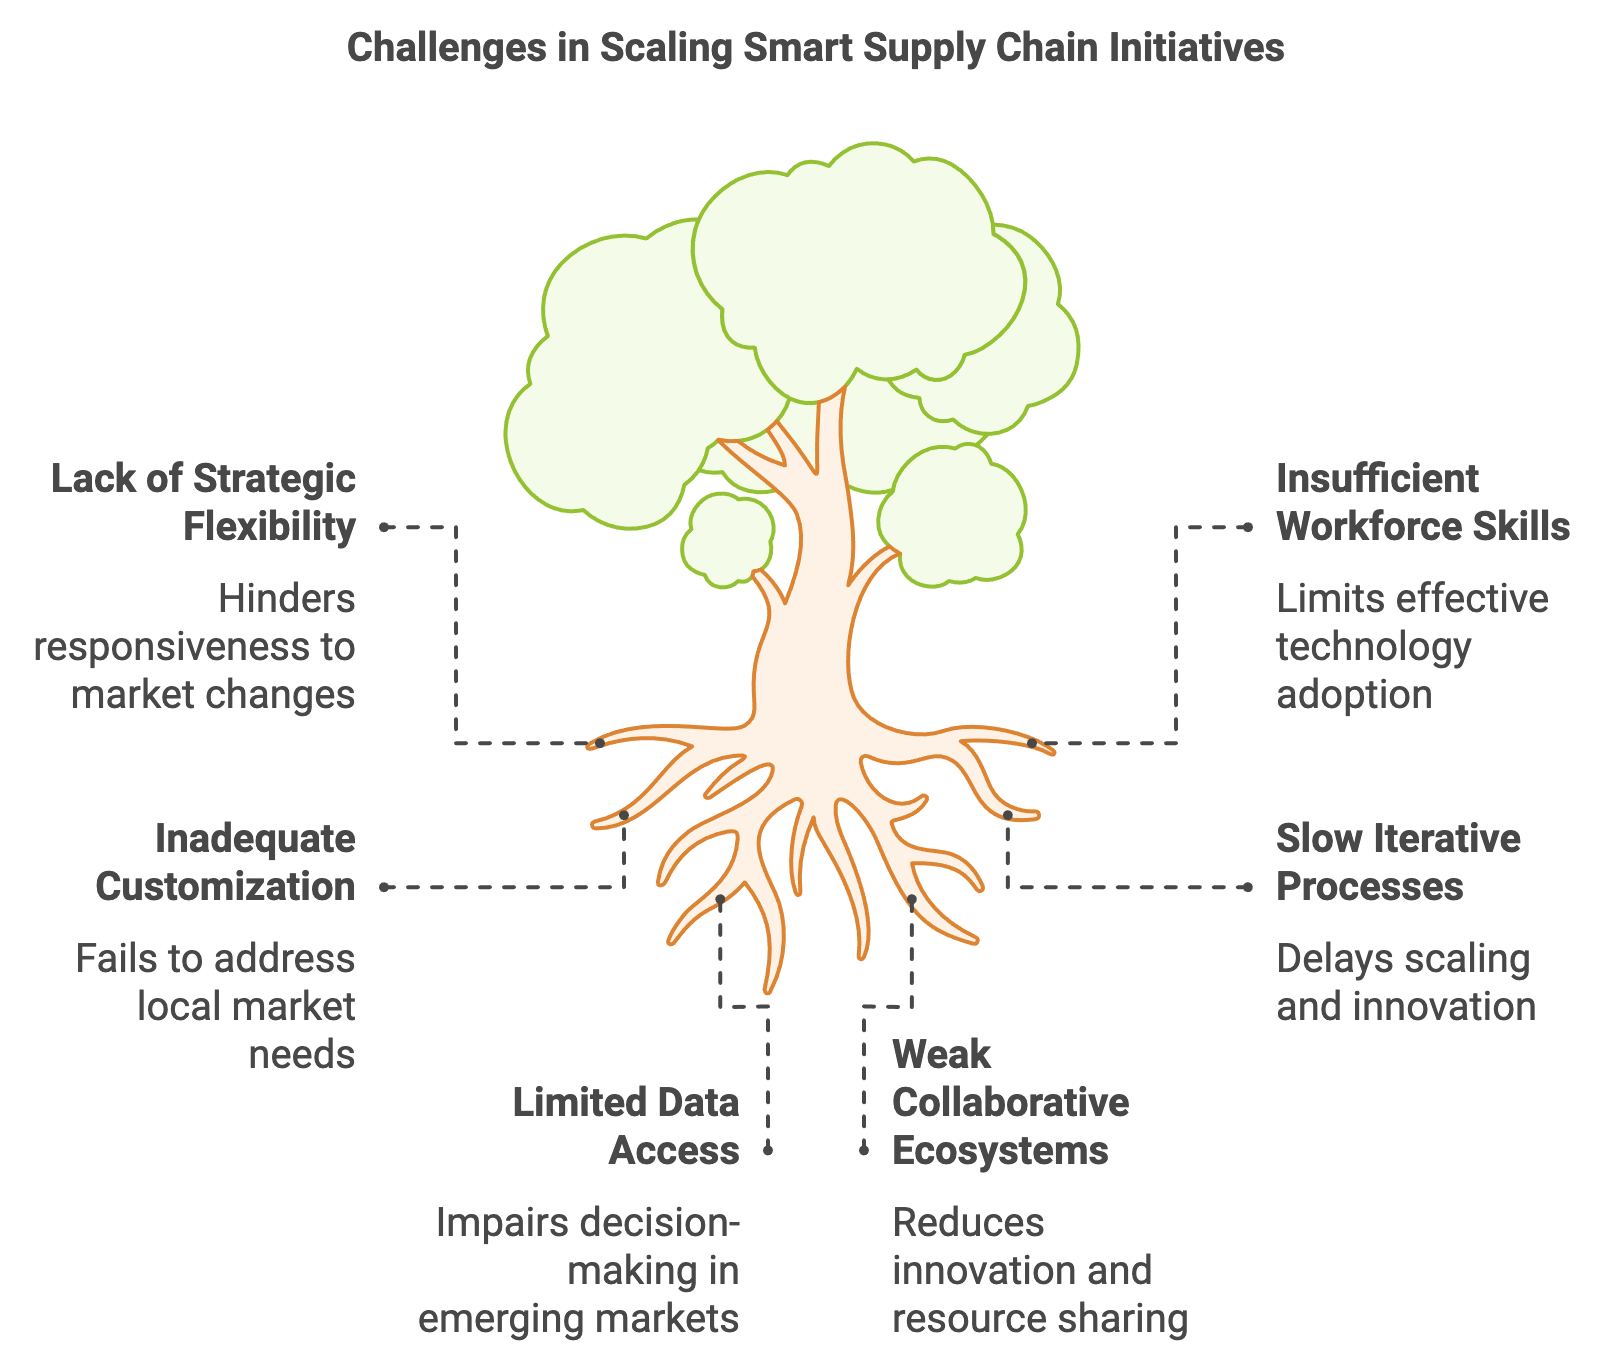 Challenges in Scaling Smart Supply Chain Initiatives
Lack of Strategic
Flexibility
Hinders
responsiveness to
market changes
Insufficient
Workforce Skills
Limits effective
technology
adoption
Inadequate
Customization
Fails to address
local market
needs
Slow Iterative
Processes
Delays scaling
and innovation
Limited Data
Access
Impairs decision-
making in
emerging markets
Weak
Collaborative
Ecosystems
Reduces
innovation and
resource sharing